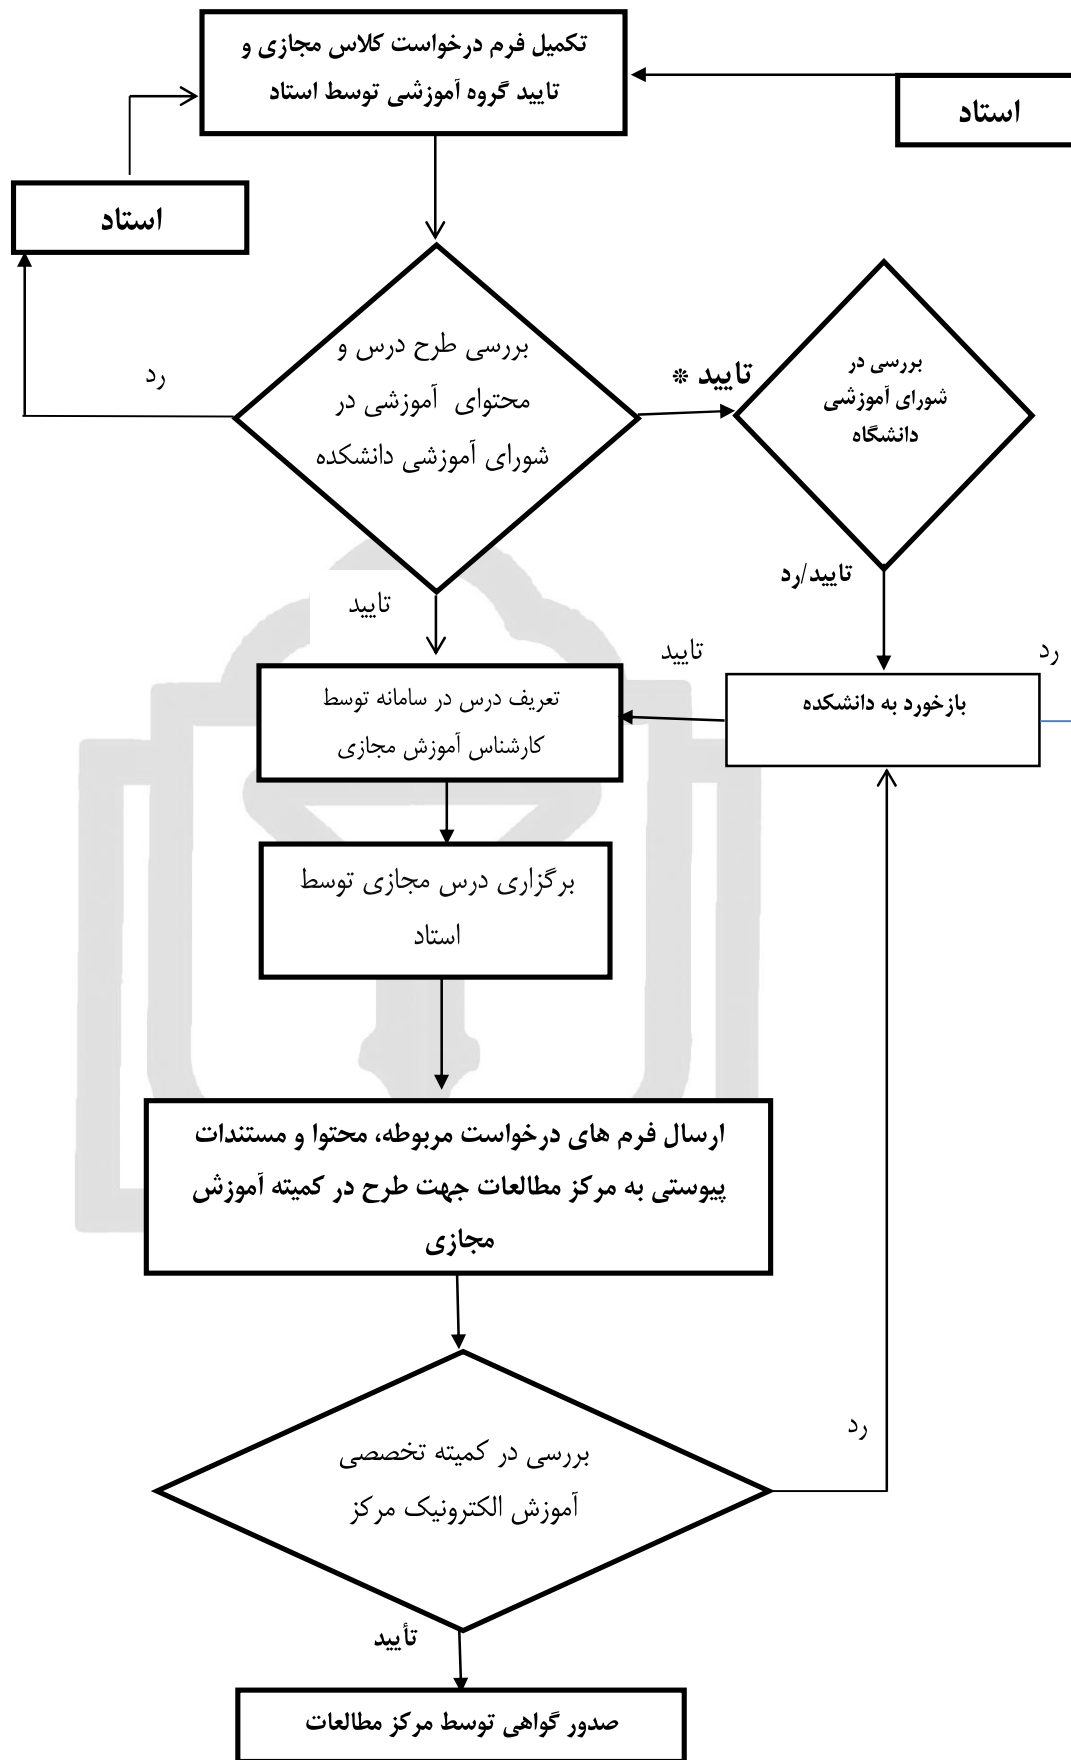 تکمیل فرم درخواست کلاس مجازی و
تایید گروه آموزشی توسط استاد
استاد
استاد
بررسی طرح درس و
محتوای آموزشی در
شورای آموزشی دانشکده
رد
تایید *
بررسی در
شورای آموزشی
دانشگاه
تایید/رد
تایید
تایید
رد
بازخورد به دانشکده
تعریف درس در سامانه توسط
کارشناس آموزش مجازی
برگزاری درس مجازی توسط
استاد
ارسال فرم های درخواست مربوطه، محتوا و مستندات
پیوستی به مرکز مطالعات جهت طرح در کمیته آموزش
مجازی
بررسی در کمیته تخصصی
آموزش الکترونیک مرکز
رد
تأیید
صدور گواهی توسط مرکز مطالعات